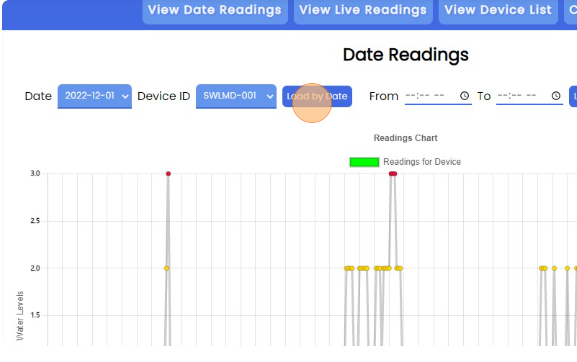 View Date Readings View Live Readings View Device List
Date Readings
Date 2022-12-01 Device ID SWLMD-001 Load by Date From --:-- -- To --:-- --
Readings Chart
Readings for Device
3.0
2.5
2.0
1.5
Water Levels